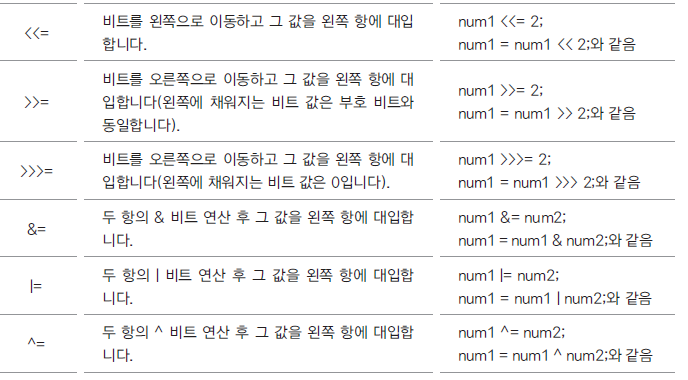 <<=
비트를 왼쪽으로 이동하고 그 값을 왼쪽 항에 대입
합니다.
num1 <<= 2;
num1 = num1 << 2;와 같음
>>=
비트를 오른쪽으로 이동하고 그 값을 왼쪽 항에 대
입합니다(왼쪽에 채워지는 비트 값은 부호 비트와
동일합니다).
num1 >>= 2;
num1 = num1 >> 2;와 같음
>>>=
비트를 오른쪽으로 이동하고 그 값을 왼쪽 항에 대
입합니다(왼쪽에 채워지는 비트 값은 0입니다).
num1 >>>= 2;
num1 = num1 >>> 2;와 같음
&=
두 항의 & 비트 연산 후 그 값을 왼쪽 항에 대입합
니다.
num1 &= num2;
num1 = num1 & num2;와 같음
|=
두 항의 | 비트 연산 후 그 값을 왼쪽 항에 대입합
니다.
num1 |= num2;
num1 = num1 | num2;와 같음
^=
두 항의 ^ 비트 연산 후 그 값을 왼쪽 항에 대입합
니다.
num1 ^= num2;
num1 = num1 ^ num2;와 같음